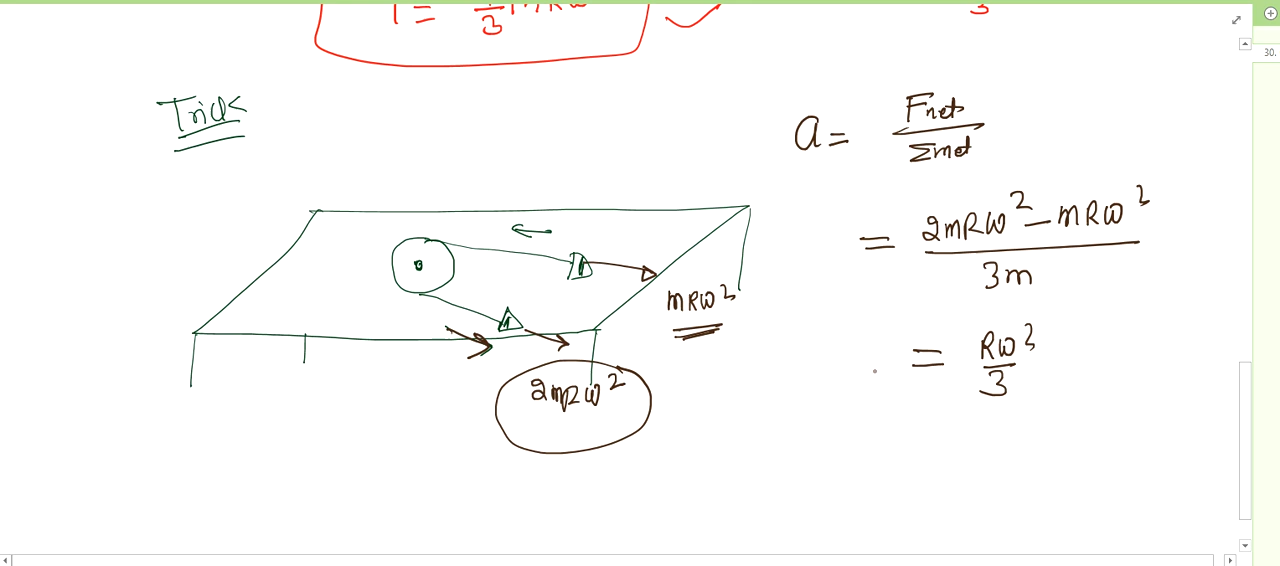 Trick
a = Fnet / Σmet
= 2mRω² - mRω² / 3m
mRω²
= Rω² / 3
2mRω²
30.